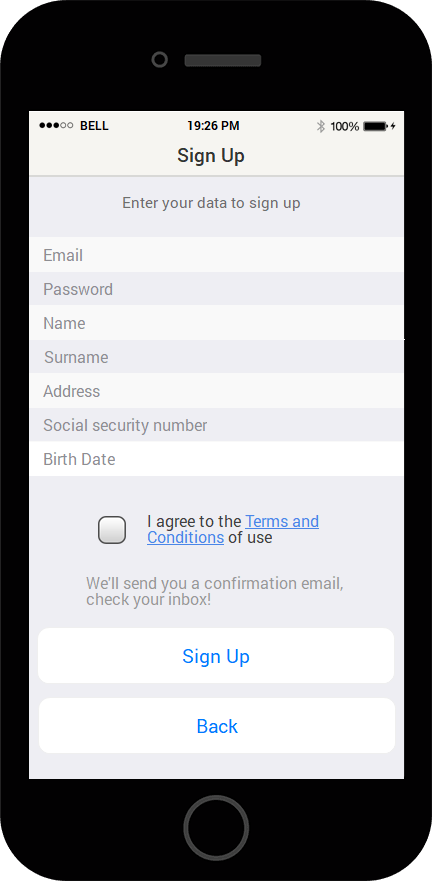 BELL 19:26 PM 100%
Sign Up
Enter your data to sign up
Email
Password
Name
Surname
Address
Social security number
Birth Date
I agree to the Terms and
Conditions of use
We'll send you a confirmation email,
check your inbox!
Sign Up
Back